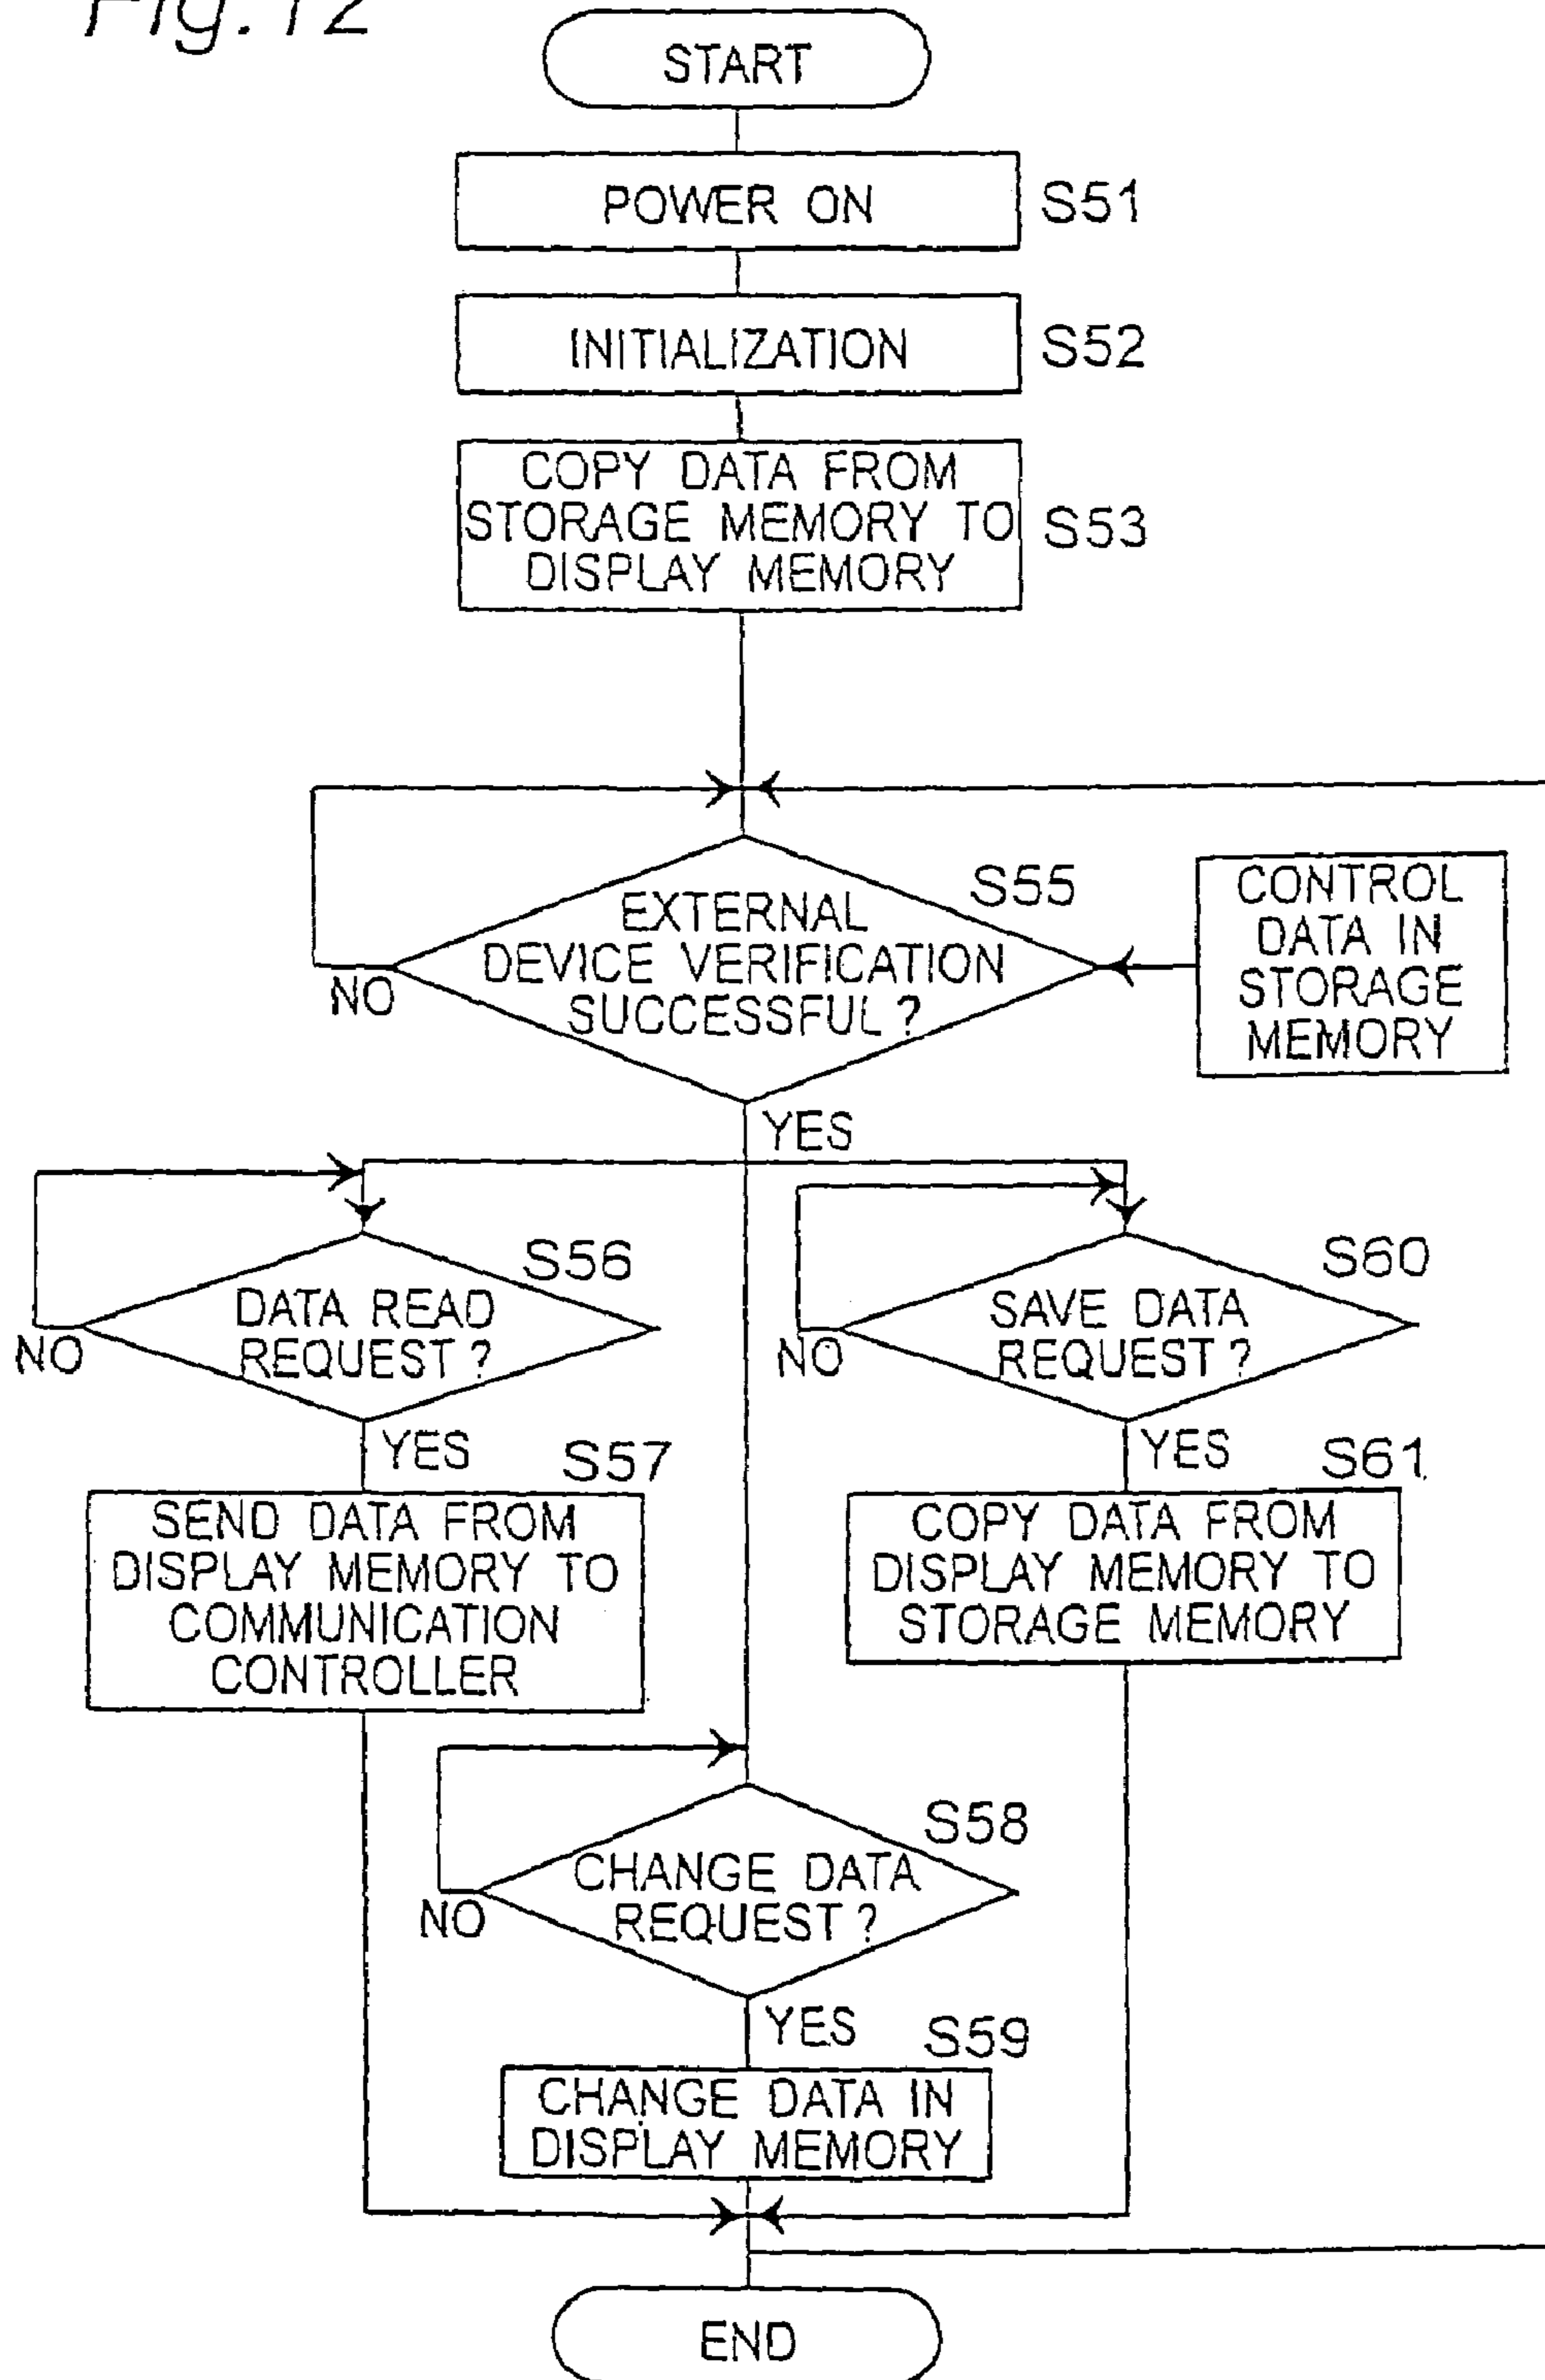 Fig.12
START
POWER ON
S51
INITIALIZATION
S52
COPY DATA FROM
STORAGE MEMORY TO
DISPLAY MEMORY
S53
S55
EXTERNAL
DEVICE VERIFICATION
SUCCESSFUL?
NO
CONTROL
DATA IN
STORAGE
MEMORY
YES
S56
DATA READ
REQUEST?
NO
S60
SAVE DATA
REQUEST?
NO
YES
S57
SEND DATA FROM
DISPLAY MEMORY TO
COMMUNICATION
CONTROLLER
YES
S61
COPY DATA FROM
DISPLAY MEMORY TO
STORAGE MEMORY
S58
CHANGE DATA
REQUEST?
NO
YES
S59
CHANGE DATA IN
DISPLAY MEMORY
END